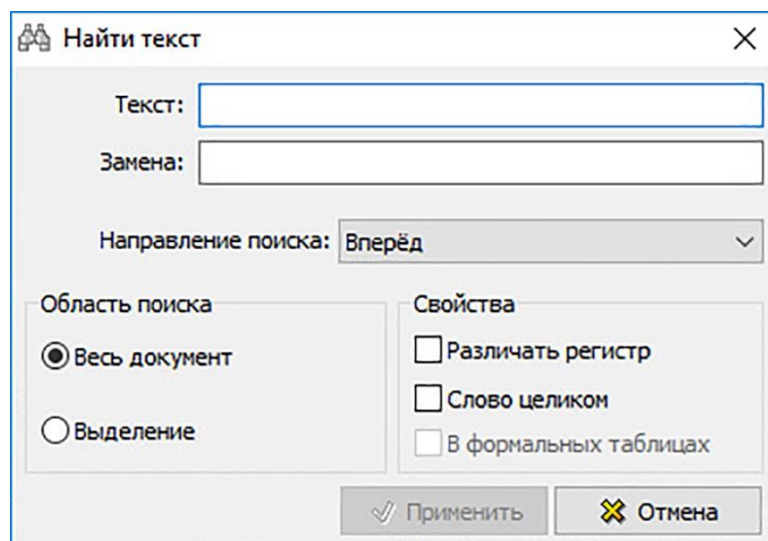 Найти текст
Текст:
Замена:
Направление поиска: Вперёд
Область поиска
Весь документ
Выделение
Свойства
Различать регистр
Слово целиком
В формальных таблицах
Применить
Отмена